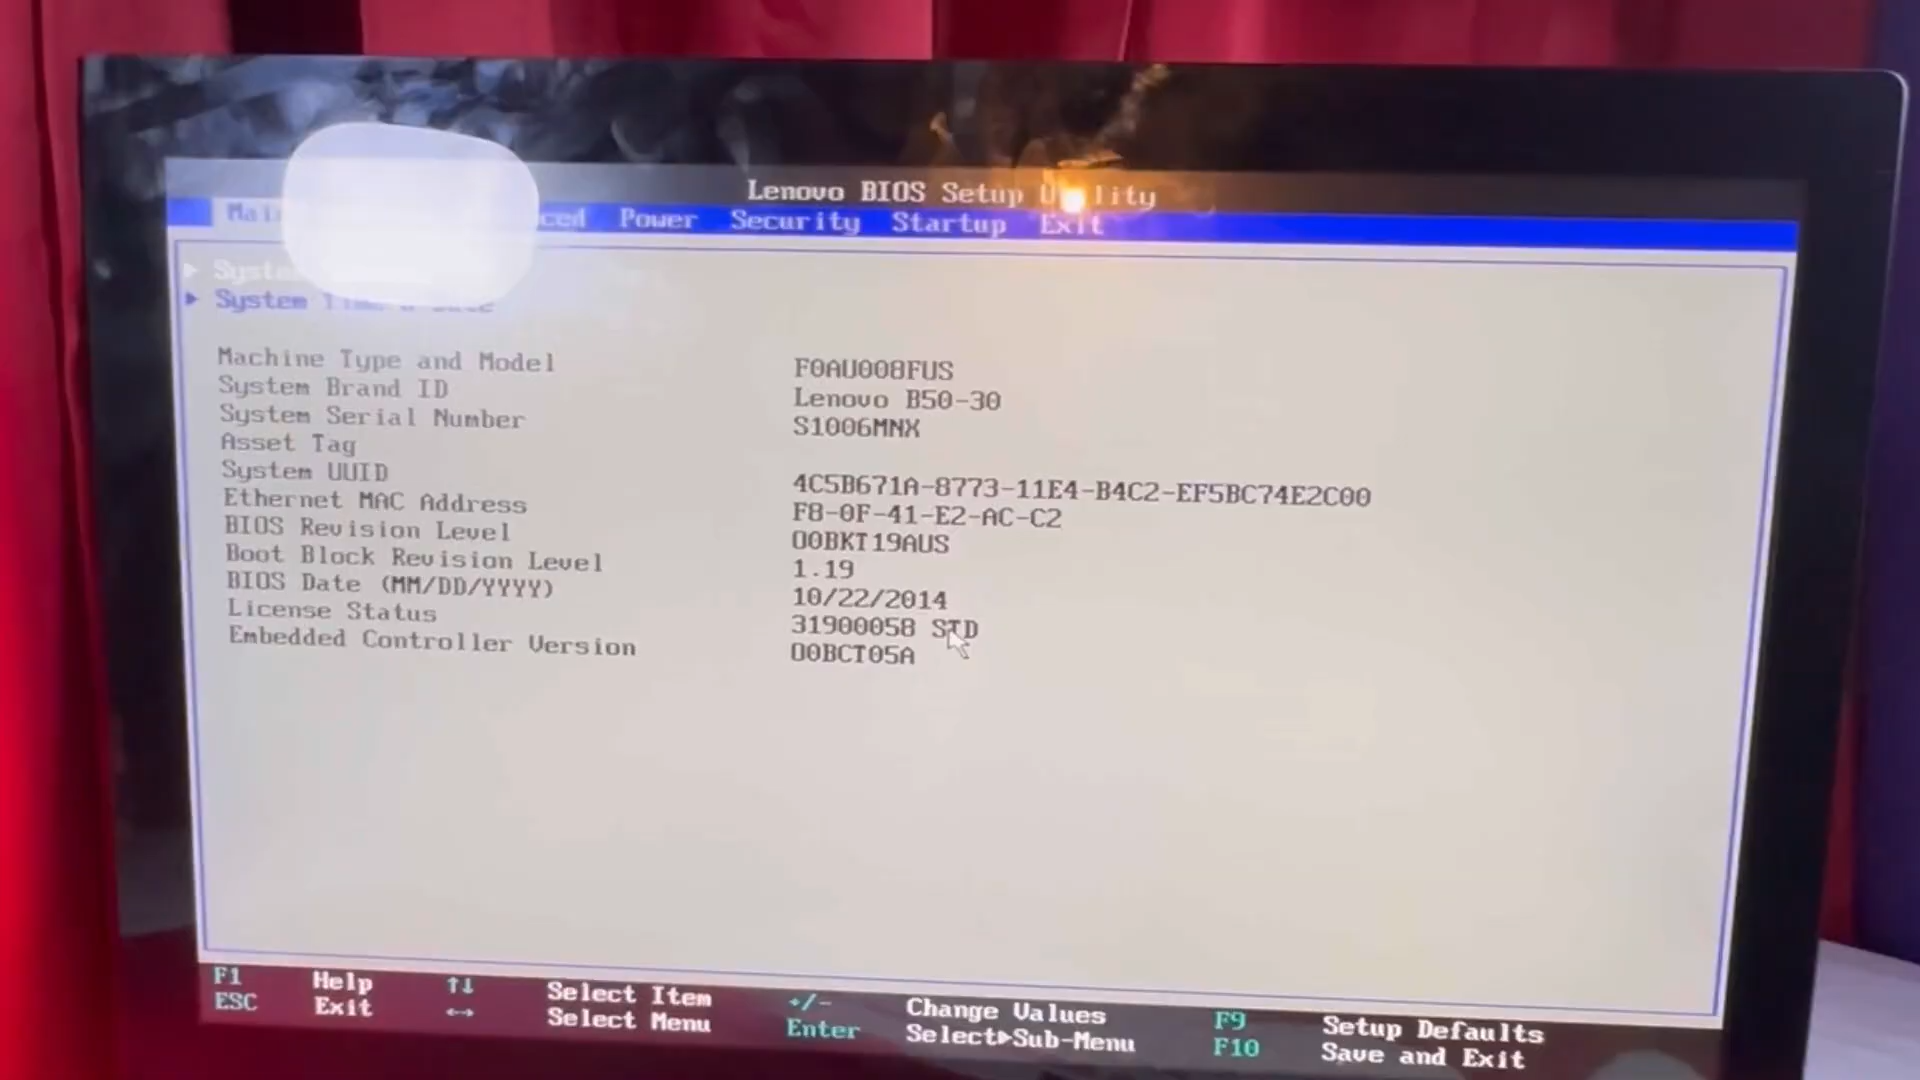 Lenovo BIOS Setup
Power Security Startup Exit
System
Machine Type and Model F0AU008FUS
System Brand ID Lenovo B50-30
System Serial Number S1006MNX
Asset Tag
System UUID 4C5B671A-8773-11E4-B4C2-EF5BC74E2C00
Ethernet MAC Address F8-0F-41-E2-AC-C2
BIOS Revision Level O0BKT19AUS
Boot Block Revision Level 1.19
BIOS Date (MM/DD/YYYY) 10/22/2014
License Status 31900058 STD
Embedded Controller Version O0BCT05A
F1 Help ↑↓ Select Item +/- Change Values F9 Setup Defaults
ESC Exit ↔ Select Menu Enter Select▶Sub-Menu F10 Save and Exit